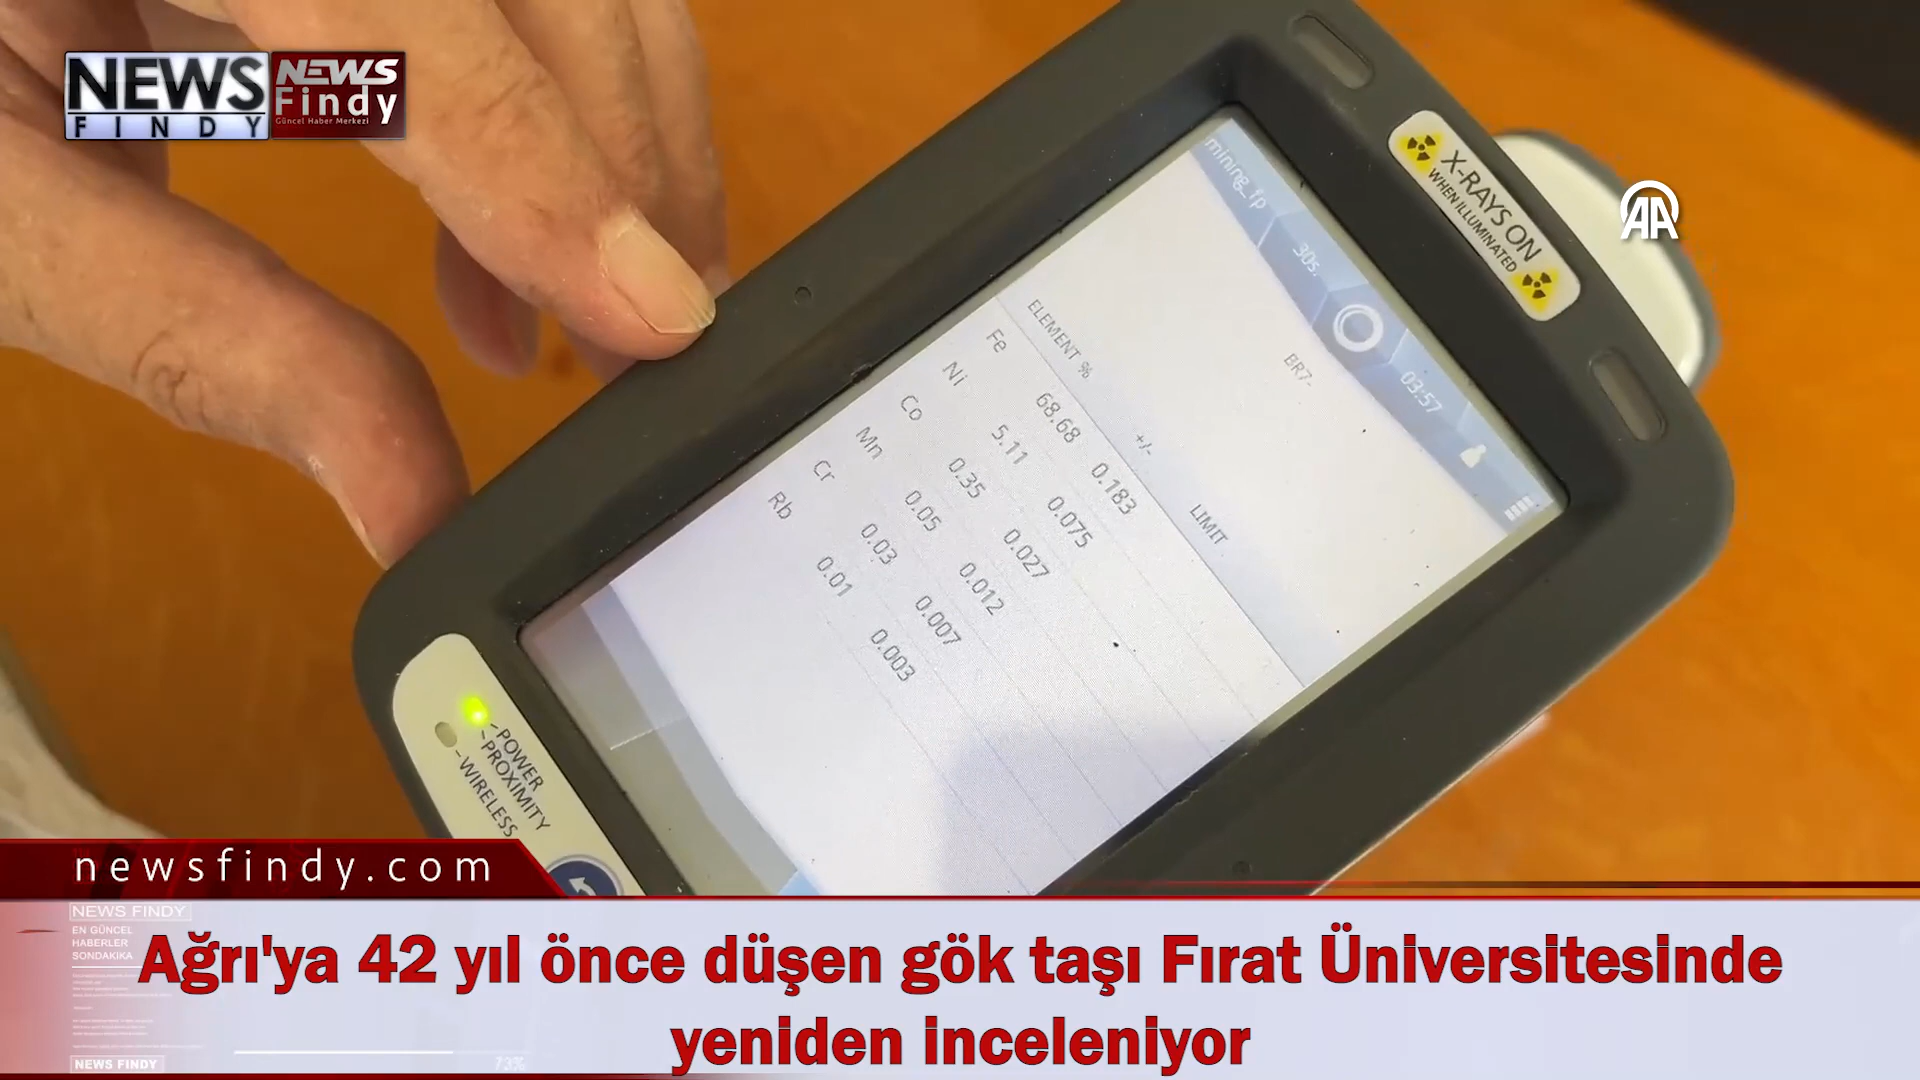 NEWS
FINDY
NEWS
Findy
Güncel Haber Merkezi
AA
X-RAYS ON
WHEN ILLUMINATED
mining_fp
30s.
03:57
BR7-
ELEMENT % +/- LIMIT
Fe 68.68 0.183
Ni 5.11 0.075
Co 0.35 0.027
Mn 0.05 0.012
Cr 0.03 0.007
Rb 0.01 0.003
POWER
PROXIMITY
WIRELESS
newsfindy.com
NEWS FINDY
EN GÜNCEL
HABERLER
SONDAKIKA
Ağrı'ya 42 yıl önce düşen gök taşı Fırat Üniversitesinde
yeniden inceleniyor
NEWS FINDY
73%